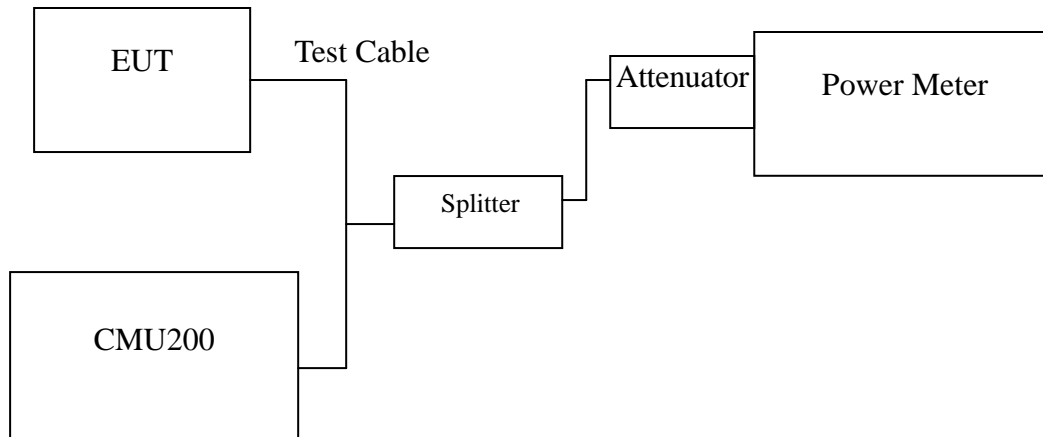 EUT
Test Cable
Attenuator
Power Meter
Splitter
CMU200